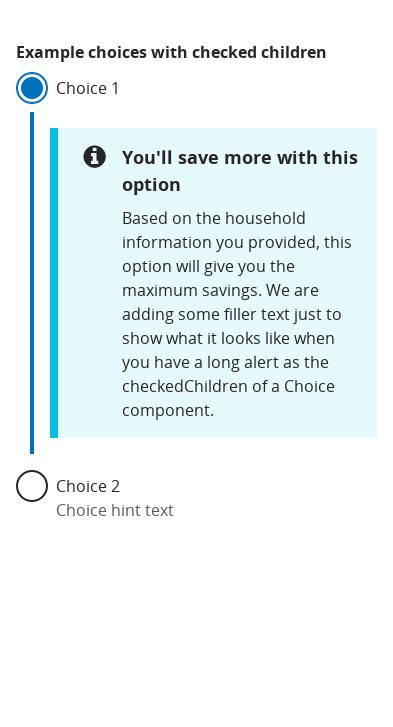 Example choices with checked children
Choice 1
You'll save more with this
option
Based on the household
information you provided, this
option will give you the
maximum savings. We are
adding some filler text just to
show what it looks like when
you have a long alert as the
checkedChildren of a Choice
component.
Choice 2
Choice hint text